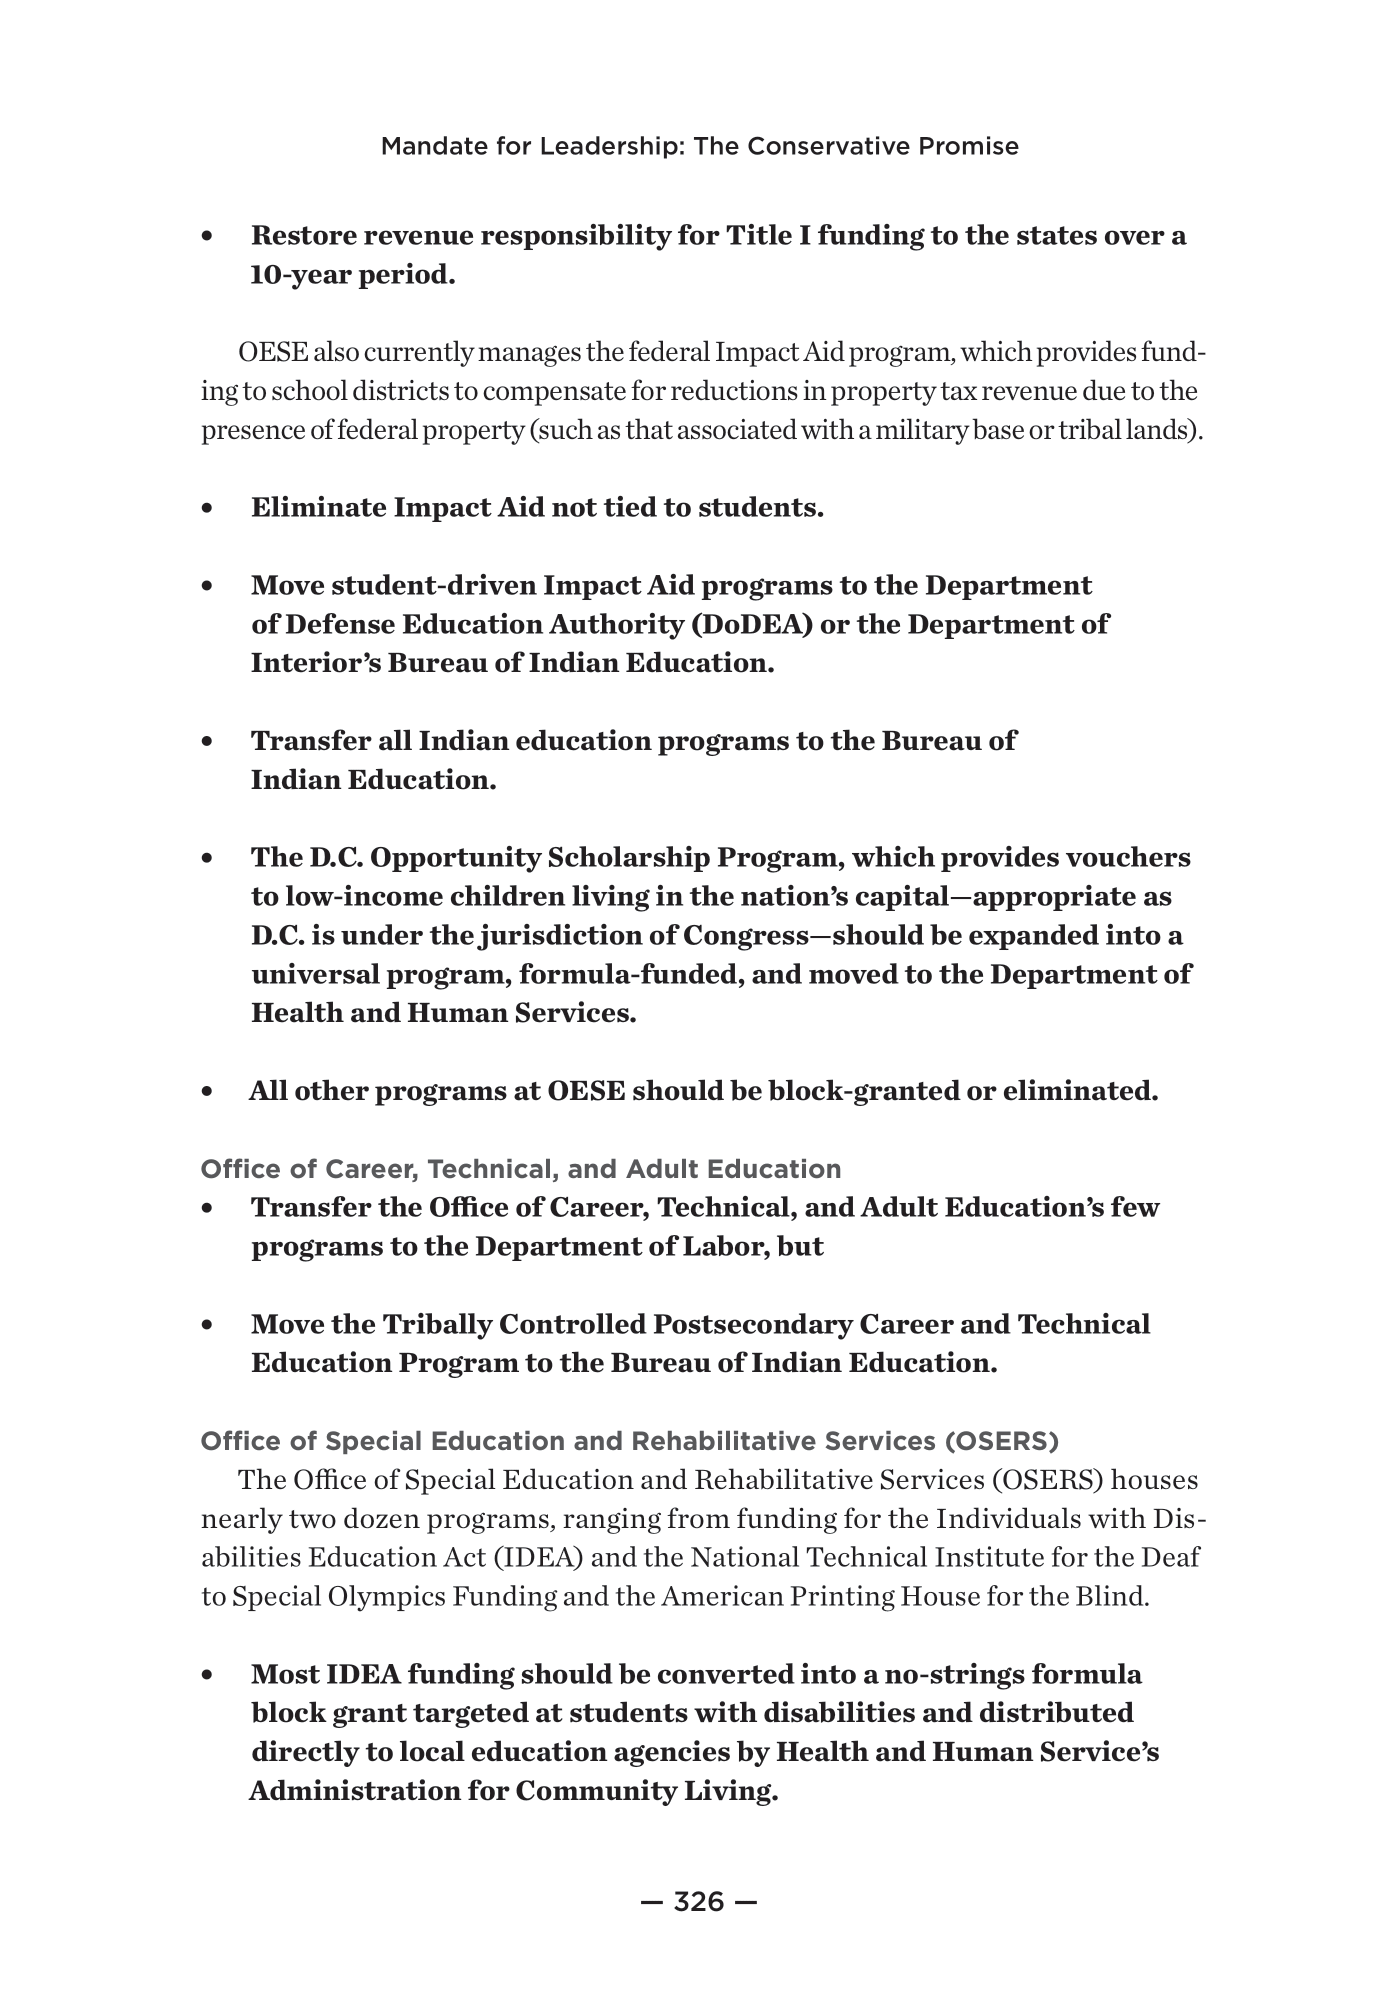 Mandate for Leadership: The Conservative Promise
• Restore revenue responsibility for Title I funding to the states over a
10-year period.
OESE also currently manages the federal Impact Aid program, which provides fund-
ing to school districts to compensate for reductions in property tax revenue due to the
presence of federal property (such as that associated with a military base or tribal lands).
• Eliminate Impact Aid not tied to students.
• Move student-driven Impact Aid programs to the Department
of Defense Education Authority (DoDEA) or the Department of
Interior’s Bureau of Indian Education.
• Transfer all Indian education programs to the Bureau of
Indian Education.
• The D.C. Opportunity Scholarship Program, which provides vouchers
to low-income children living in the nation’s capital—appropriate as
D.C. is under the jurisdiction of Congress—should be expanded into a
universal program, formula-funded, and moved to the Department of
Health and Human Services.
• All other programs at OESE should be block-granted or eliminated.
Office of Career, Technical, and Adult Education
• Transfer the Office of Career, Technical, and Adult Education’s few
programs to the Department of Labor, but
• Move the Tribally Controlled Postsecondary Career and Technical
Education Program to the Bureau of Indian Education.
Office of Special Education and Rehabilitative Services (OSERS)
The Office of Special Education and Rehabilitative Services (OSERS) houses
nearly two dozen programs, ranging from funding for the Individuals with Dis-
abilities Education Act (IDEA) and the National Technical Institute for the Deaf
to Special Olympics Funding and the American Printing House for the Blind.
• Most IDEA funding should be converted into a no-strings formula
block grant targeted at students with disabilities and distributed
directly to local education agencies by Health and Human Service’s
Administration for Community Living.
— 326 —